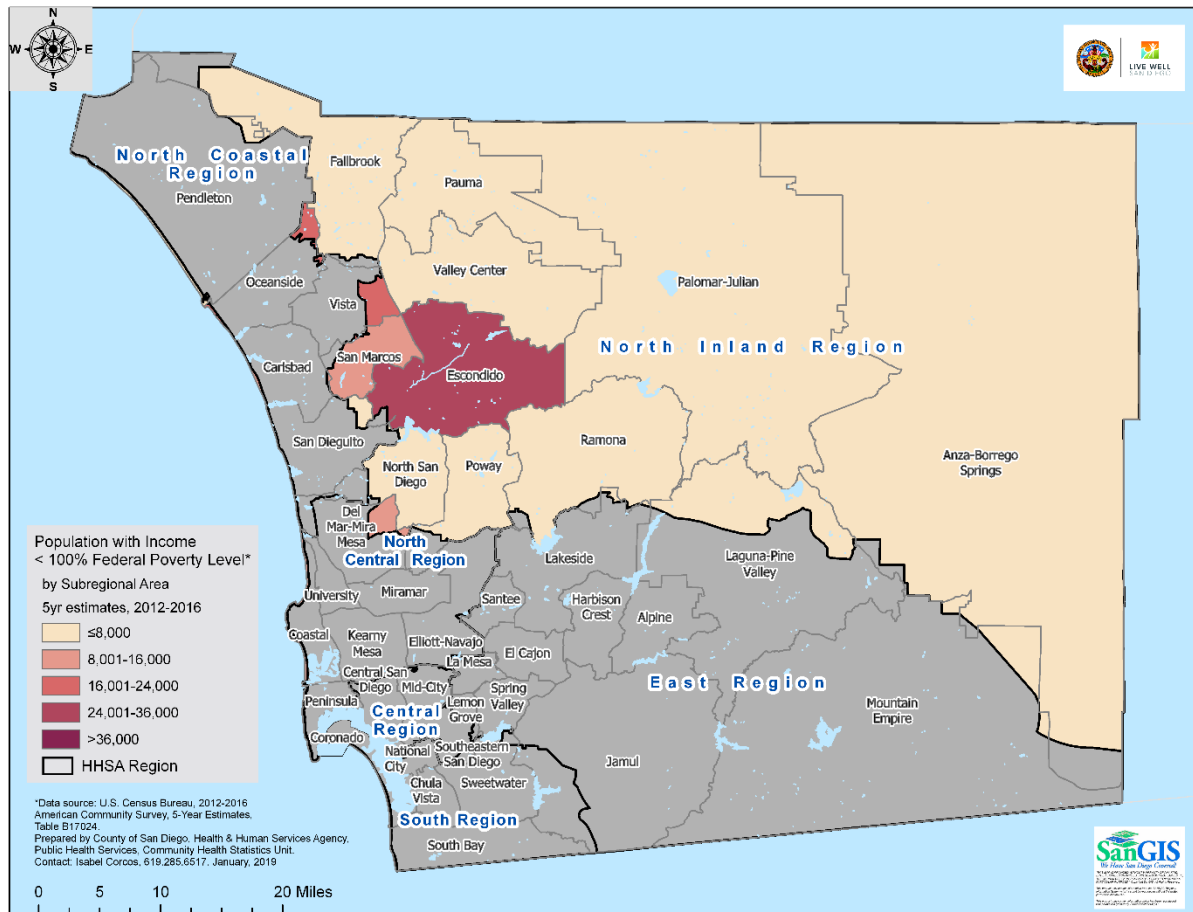 N
W E
S
LIVE WELL
SAN DIEGO
North Coastal
Region
Pendleton
Fallbrook
Pauma
Valley Center
Palomar-Julian
Oceanside
Vista
North Inland Region
San Marcos
Carlsbad
Escondido
San Dieguito
Ramona
North San
Diego
Poway
Anza-Borrego
Springs
Del
Mar-Mira
Mesa
North
Central Region
Lakeside
Laguna-Pine
Valley
University
Miramar
Santee
Harbison
Crest
Alpine
Coastal
Kearny
Mesa
Elliott-Navajo
La Mesa
El Cajon
Central San
Diego
Mid-City
East Region
Peninsula
Lemon
Grove
Spring
Valley
Mountain
Empire
Central
Region
Coronado
National
City
Southeastern
San Diego
Jamul
Chula
Vista
Sweetwater
South Region
South Bay
Population with Income
< 100% Federal Poverty Level*
by Subregional Area
5yr estimates, 2012-2016
≤8,000
8,001-16,000
16,001-24,000
24,001-36,000
>36,000
HHSA Region
*Data source: U.S. Census Bureau, 2012-2016
American Community Survey, 5-Year Estimates,
Table B17024.
Prepared by County of San Diego, Health & Human Services Agency,
Public Health Services, Community Health Statistics Unit.
Contact: Isabel Corcos, 619.285.6517. January, 2019
0 5 10 20 Miles
SanGIS
We Have San Diego Covered!